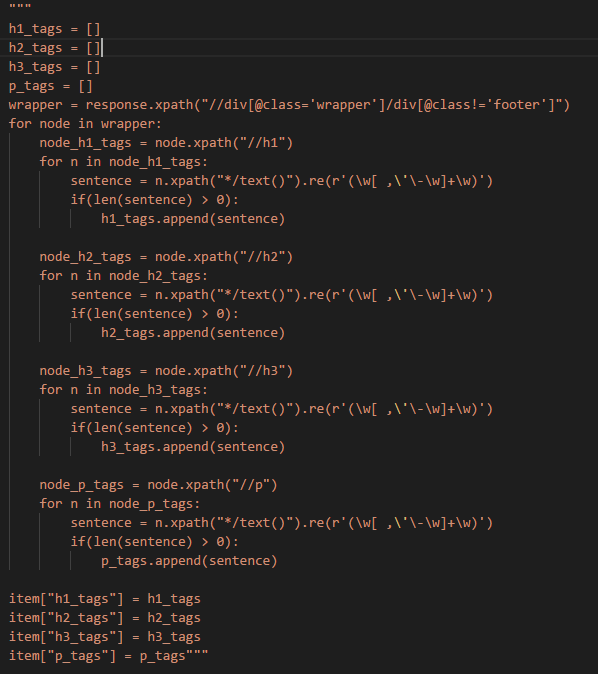 """
h1_tags = []
h2_tags = []
h3_tags = []
p_tags = []
wrapper = response.xpath("//div[@class='wrapper']/div[@class!='footer']")
for node in wrapper:
    node_h1_tags = node.xpath("//h1")
    for n in node_h1_tags:
        sentence = n.xpath("*/text()").re(r'(\w[ ,\'\-\w]+\w)')
        if(len(sentence) > 0):
            h1_tags.append(sentence)

    node_h2_tags = node.xpath("//h2")
    for n in node_h2_tags:
        sentence = n.xpath("*/text()").re(r'(\w[ ,\'\-\w]+\w)')
        if(len(sentence) > 0):
            h2_tags.append(sentence)

    node_h3_tags = node.xpath("//h3")
    for n in node_h3_tags:
        sentence = n.xpath("*/text()").re(r'(\w[ ,\'\-\w]+\w)')
        if(len(sentence) > 0):
            h3_tags.append(sentence)

    node_p_tags = node.xpath("//p")
    for n in node_p_tags:
        sentence = n.xpath("*/text()").re(r'(\w[ ,\'\-\w]+\w)')
        if(len(sentence) > 0):
            p_tags.append(sentence)

item["h1_tags"] = h1_tags
item["h2_tags"] = h2_tags
item["h3_tags"] = h3_tags
item["p_tags"] = p_tags"""